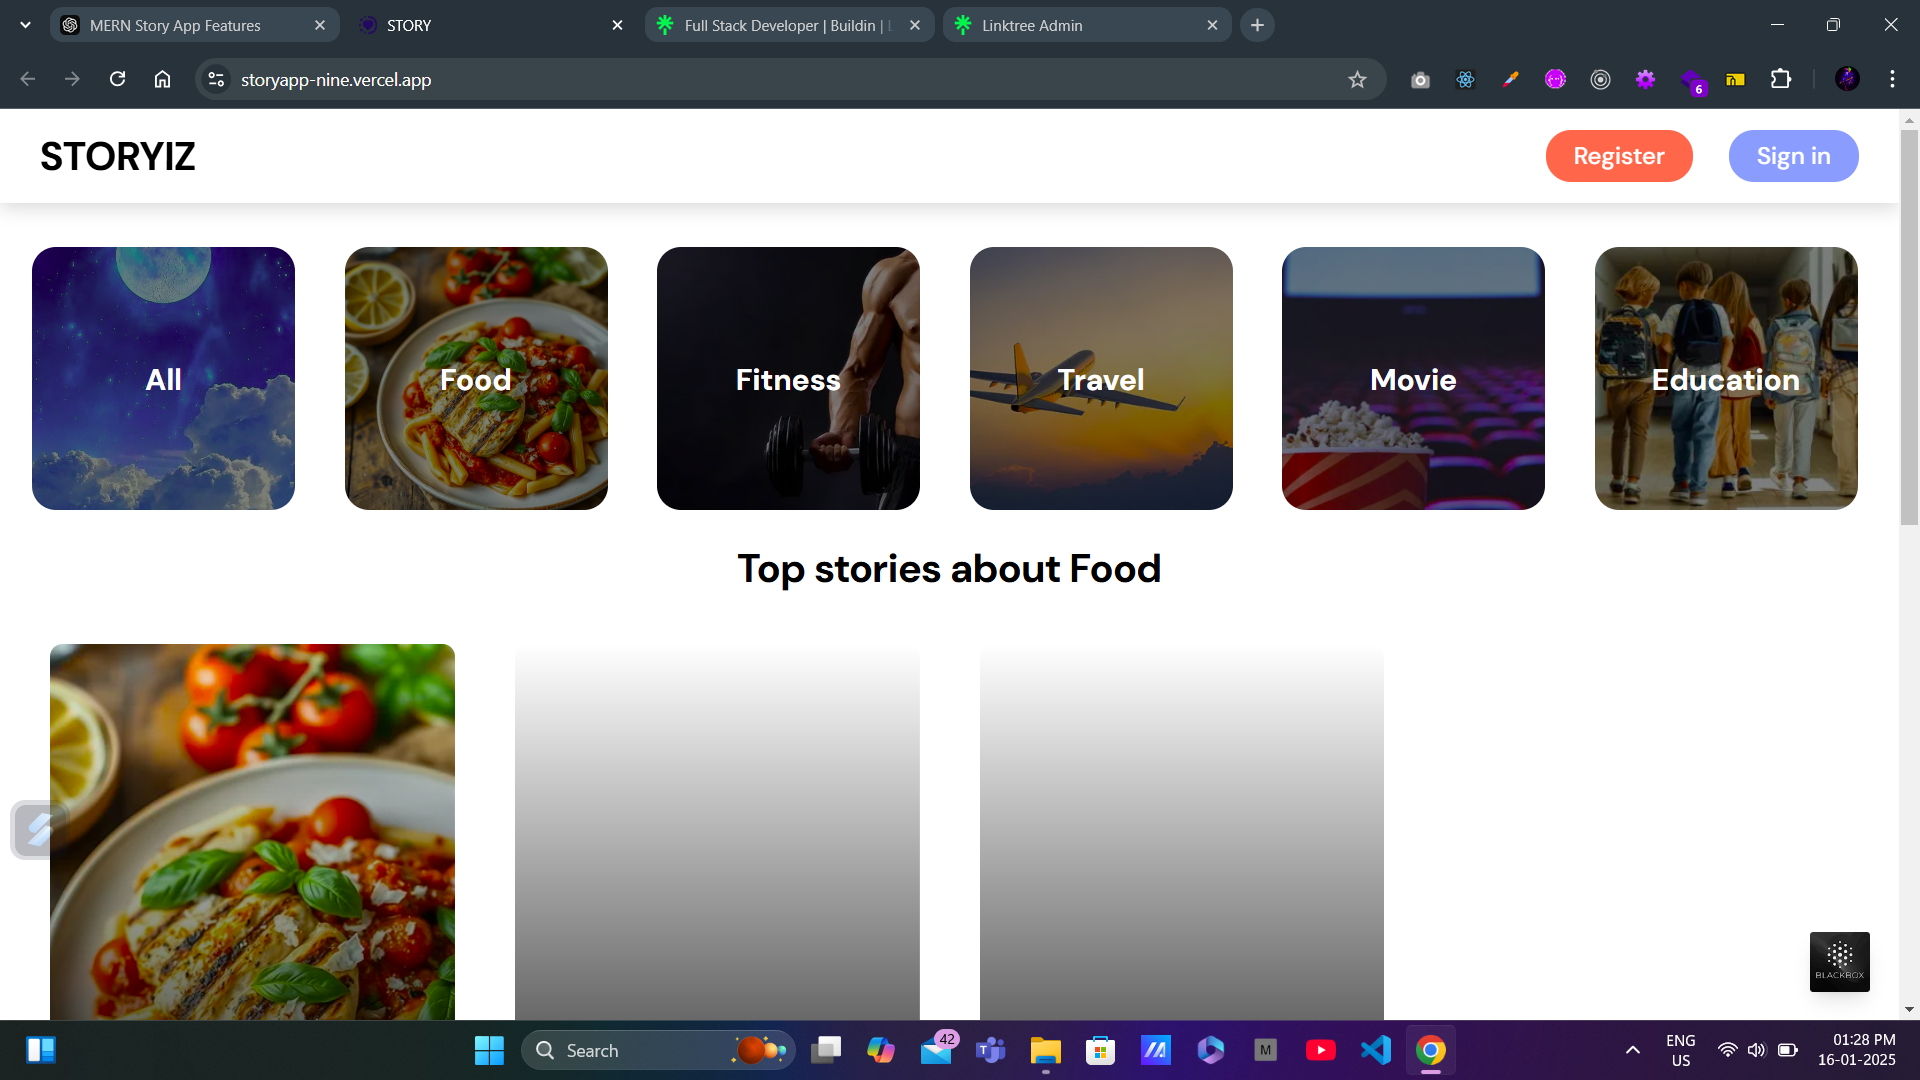 MERN Story App Features
STORY
Full Stack Developer | Buildin |
Linktree Admin
storyapp-nine.vercel.app
6
STORYIZ
Register
Sign in
All
Food
Fitness
Travel
Movie
Education
Top stories about Food
BLACKBOX
Search
42
T
M
ENG
US
01:28 PM
16-01-2025